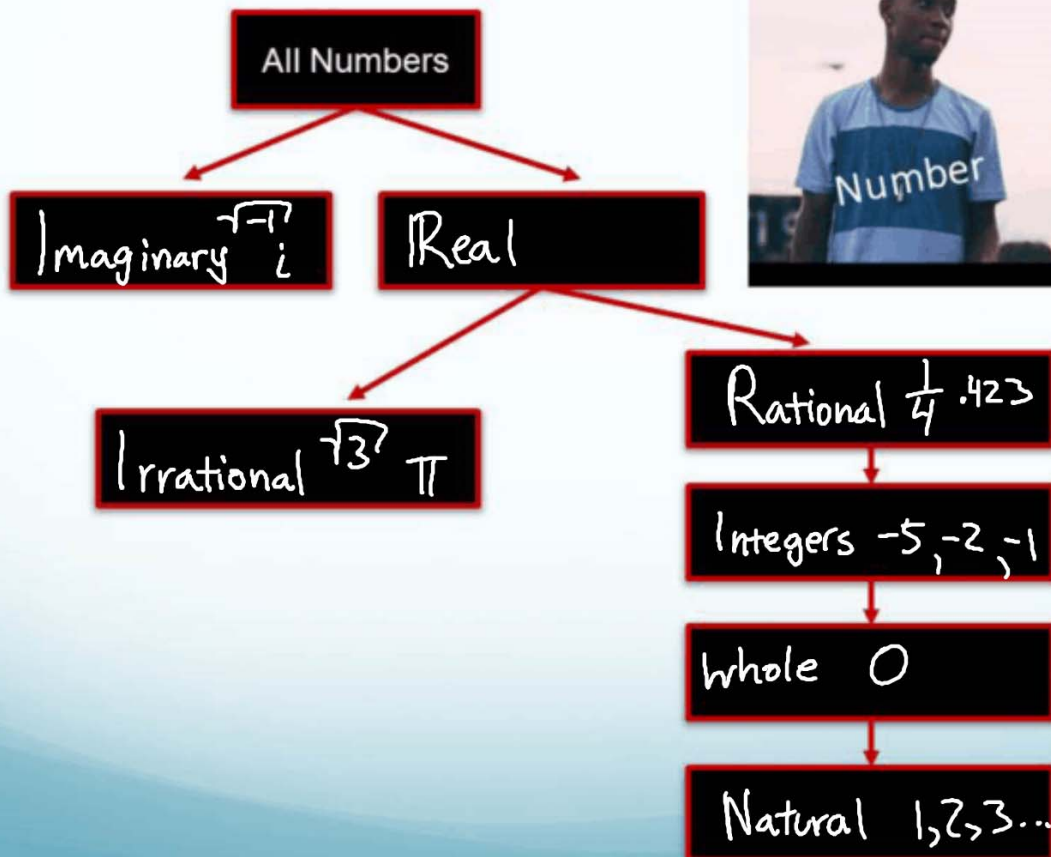 All Numbers
Number
Imaginary √-1 i
Real
Rational 1/4 .423
Irrational √3 π
Integers -5, -2, -1
whole 0
Natural 1, 2, 3...